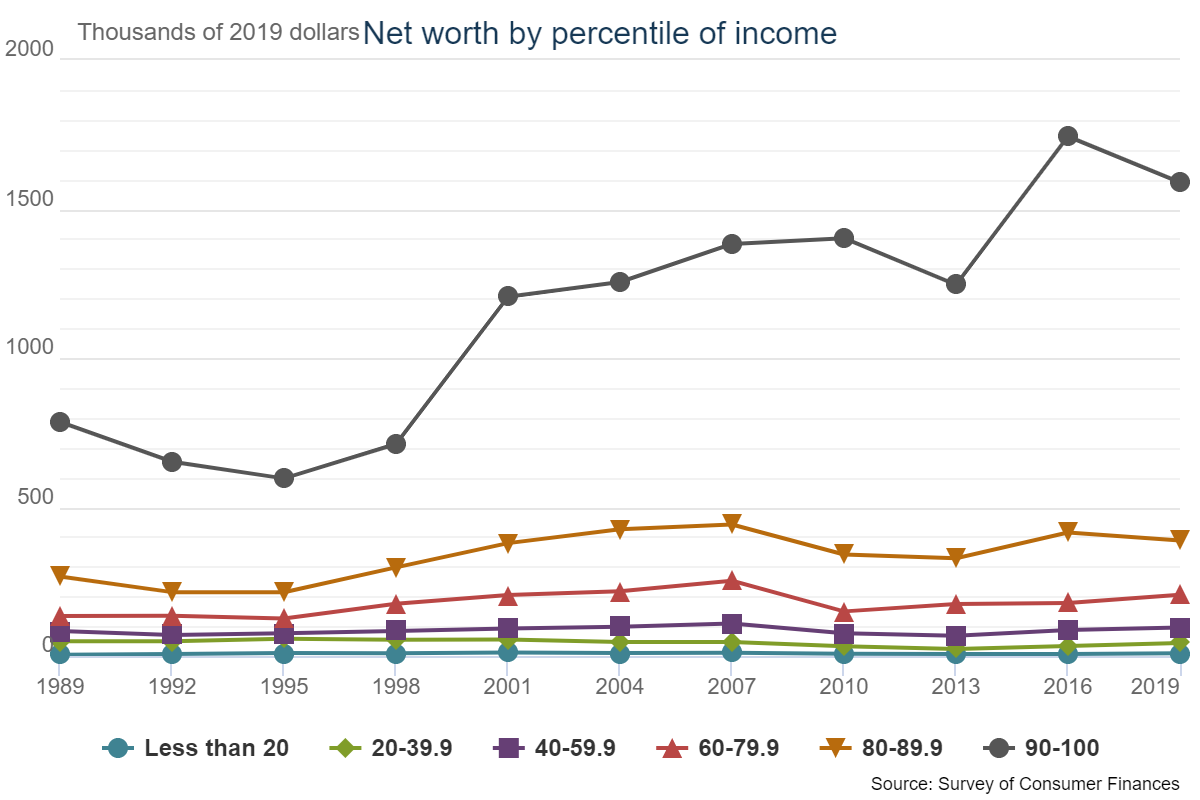 Thousands of 2019 dollars Net worth by percentile of income
2000
1500
1000
500
0
1989 1992 1995 1998 2001 2004 2007 2010 2013 2016 2019
Less than 20 20-39.9 40-59.9 60-79.9 80-89.9 90-100
Source: Survey of Consumer Finances